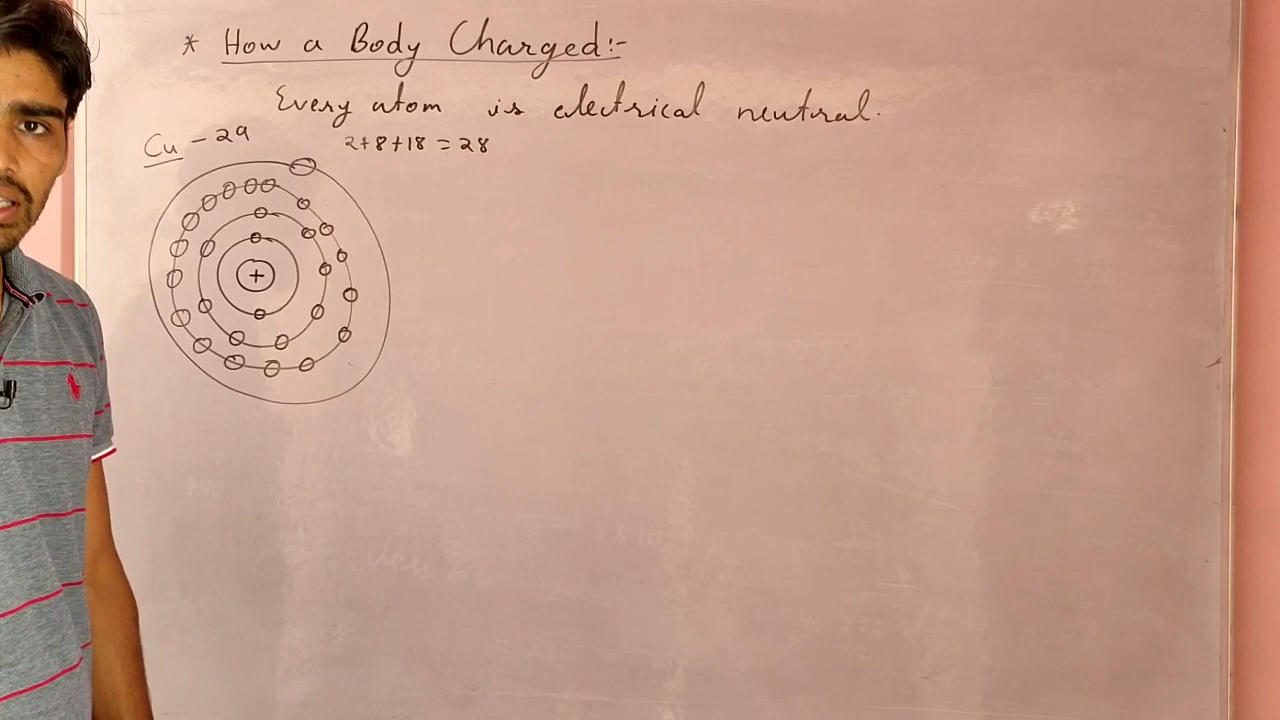 * How a Body Charged:-
Every atom is electrical neutral.
Cu - 29
2+8+18 = 28
+